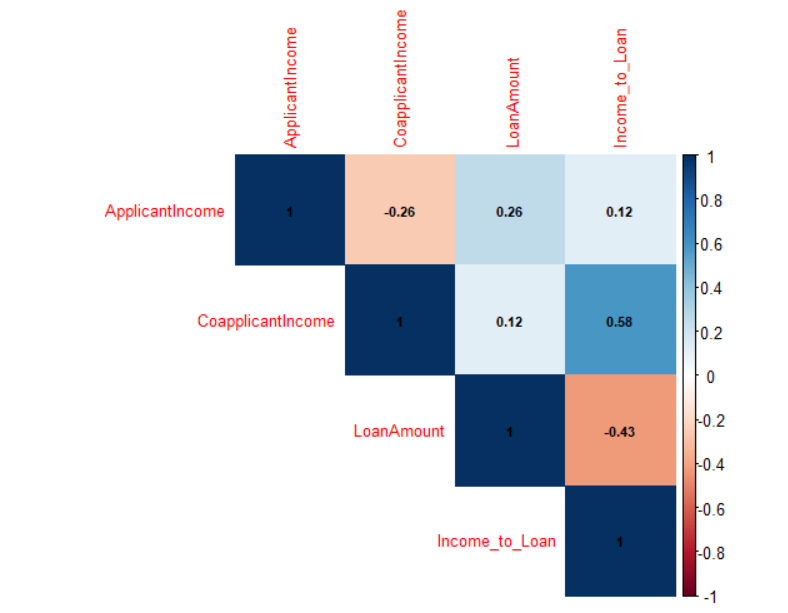 ApplicantIncome
CoapplicantIncome
LoanAmount
Income_to_Loan
ApplicantIncome 1 -0.26 0.26 0.12
CoapplicantIncome 1 0.12 0.58
LoanAmount 1 -0.43
Income_to_Loan 1
1
0.8
0.6
0.4
0.2
0
-0.2
-0.4
-0.6
-0.8
-1